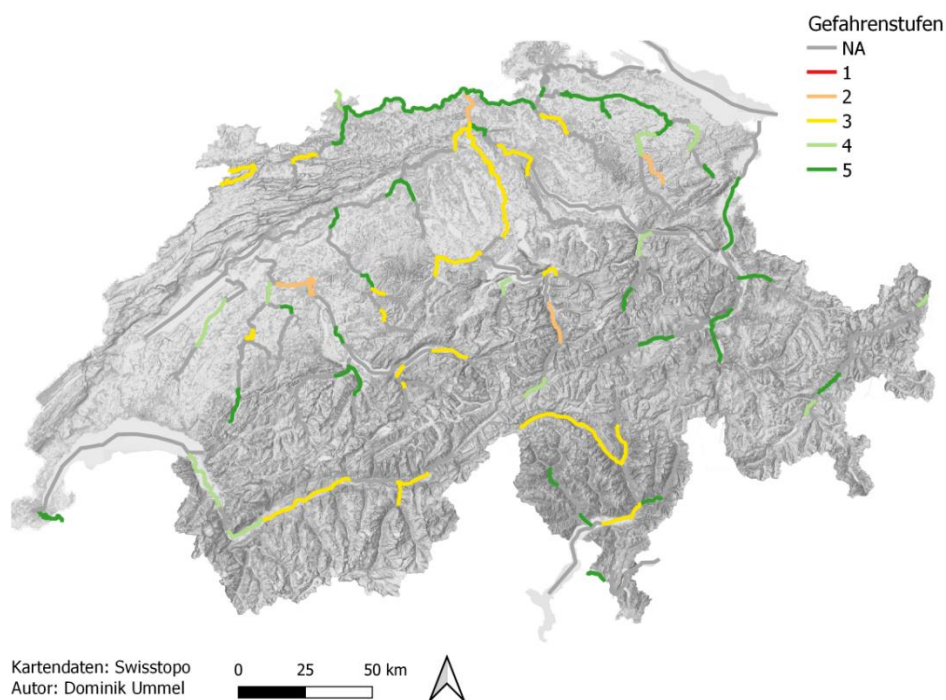 Gefahrenstufen
NA
1
2
3
4
5
Kartendaten: Swisstopo
Autor: Dominik Ummel
0 25 50 km